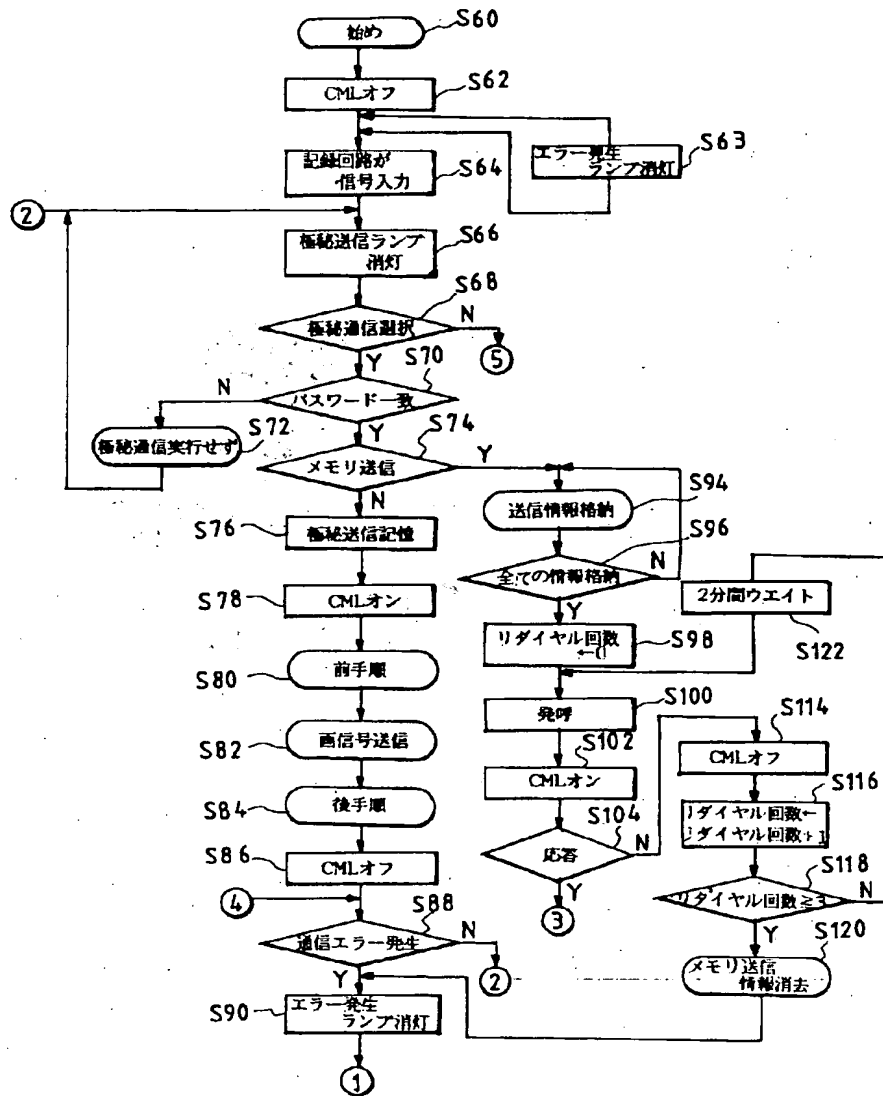 始め
S60
CMLオフ
S62
エラー発生
ランプ消灯
S63
記録回路が
信号入力
S64
②
極秘送信ランプ
消灯
S66
極秘通信選択
S68
N
⑤
Y
パスワード一致
S70
N
Y
極秘通信実行せず
S72
メモリ送信
S74
Y
N
極秘送信記憶
S76
CMLオン
S78
前手順
S80
画信号送信
S82
後手順
S84
CMLオフ
S86
④
通信エラー発生
S88
N
②
Y
エラー発生
ランプ消灯
S90
①
送信情報格納
S94
全ての情報格納
S96
N
Y
リダイヤル回数
←0
S98
2分間ウエイト
S122
発呼
S100
CMLオン
S102
応答
S104
N
Y
③
CMLオフ
S114
リダイヤル回数←
リダイヤル回数+1
S116
リダイヤル回数≧3
S118
N
Y
メモリ送信
情報消去
S120